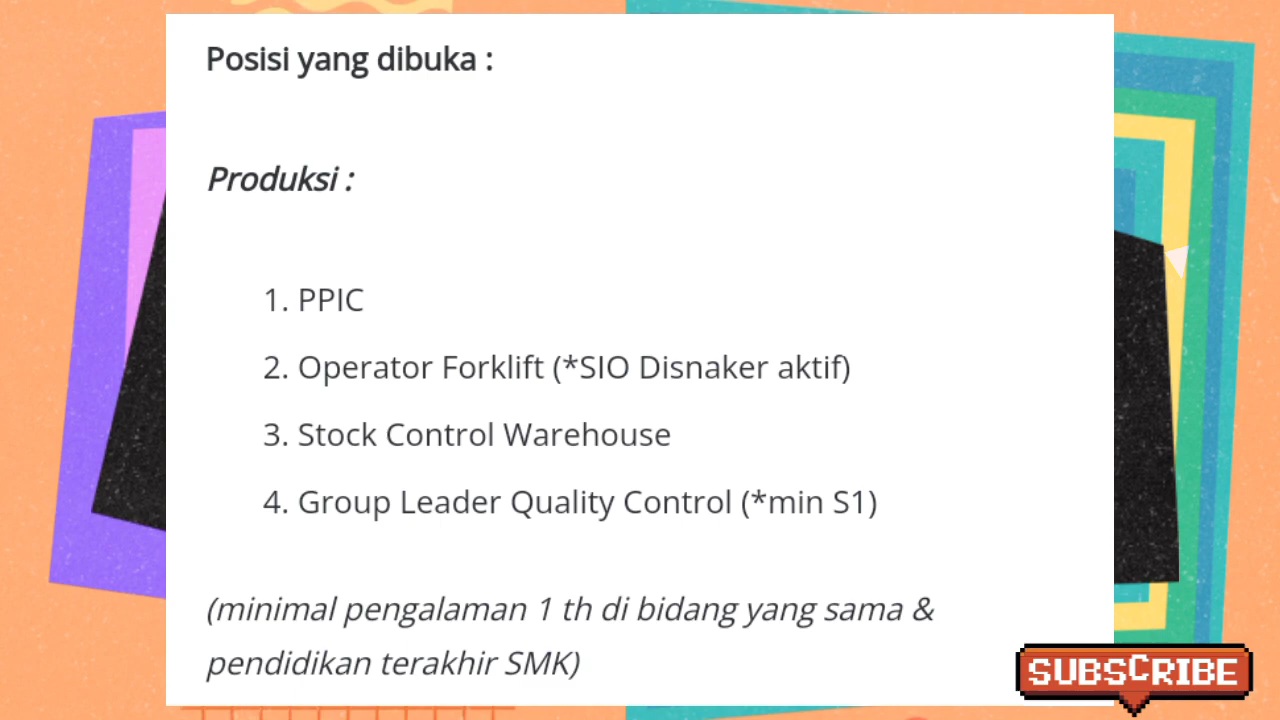 Posisi yang dibuka :
Produksi :
1. PPIC
2. Operator Forklift (*SIO Disnaker aktif)
3. Stock Control Warehouse
4. Group Leader Quality Control (*min S1)
(minimal pengalaman 1 th di bidang yang sama &
pendidikan terakhir SMK)
SUBSCRIBE